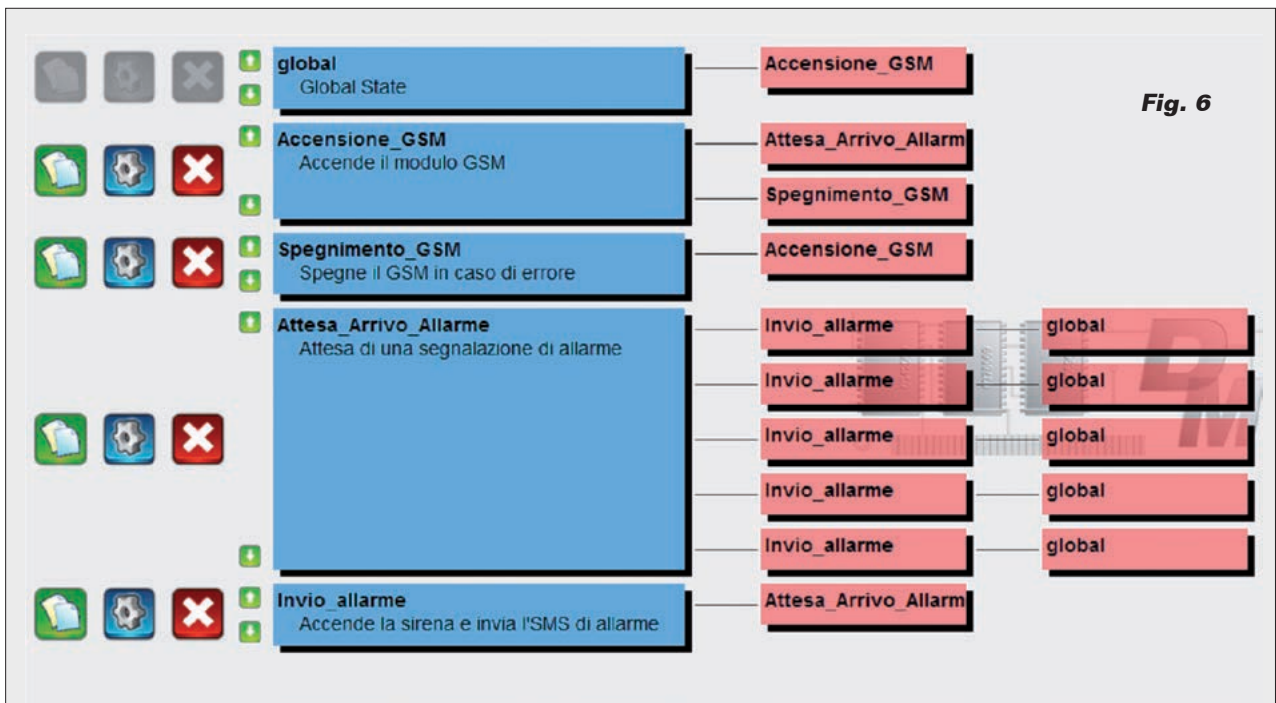 Fig. 6
global
Global State
Accensione_GSM
Accensione_GSM
Accende il modulo GSM
Attesa_Arrivo_Allarm
Spegnimento_GSM
Spegnimento_GSM
Spegne il GSM in caso di errore
Accensione_GSM
Attesa_Arrivo_Allarme
Attesa di una segnalazione di allarme
Invio_allarme
global
Invio_allarme
global
Invio_allarme
global
Invio_allarme
global
Invio_allarme
global
Invio_allarme
Accende la sirena e invia l'SMS di allarme
Attesa_Arrivo_Allarm
DM